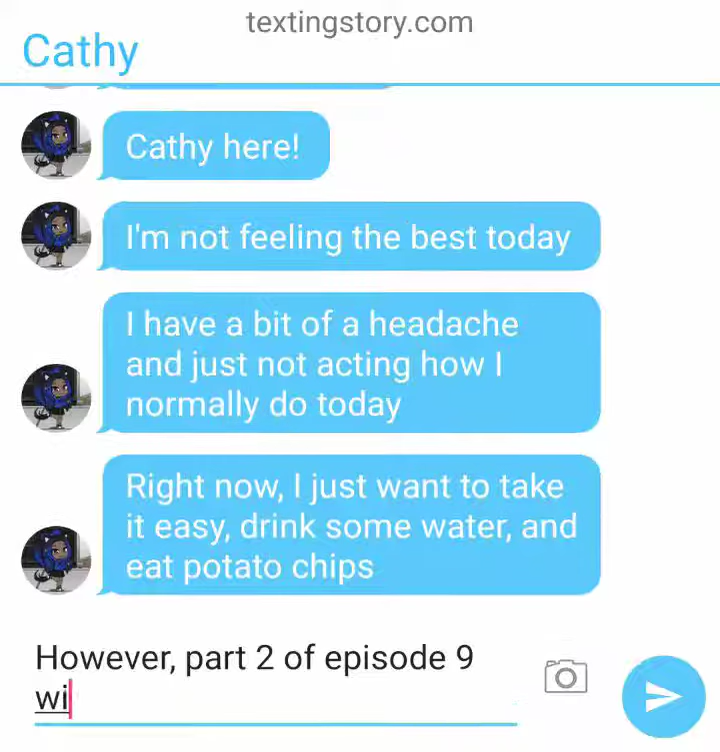 textingstory.com
Cathy
Cathy here!
I'm not feeling the best today
I have a bit of a headache
and just not acting how I
normally do today
Right now, I just want to take
it easy, drink some water, and
eat potato chips
However, part 2 of episode 9
wi